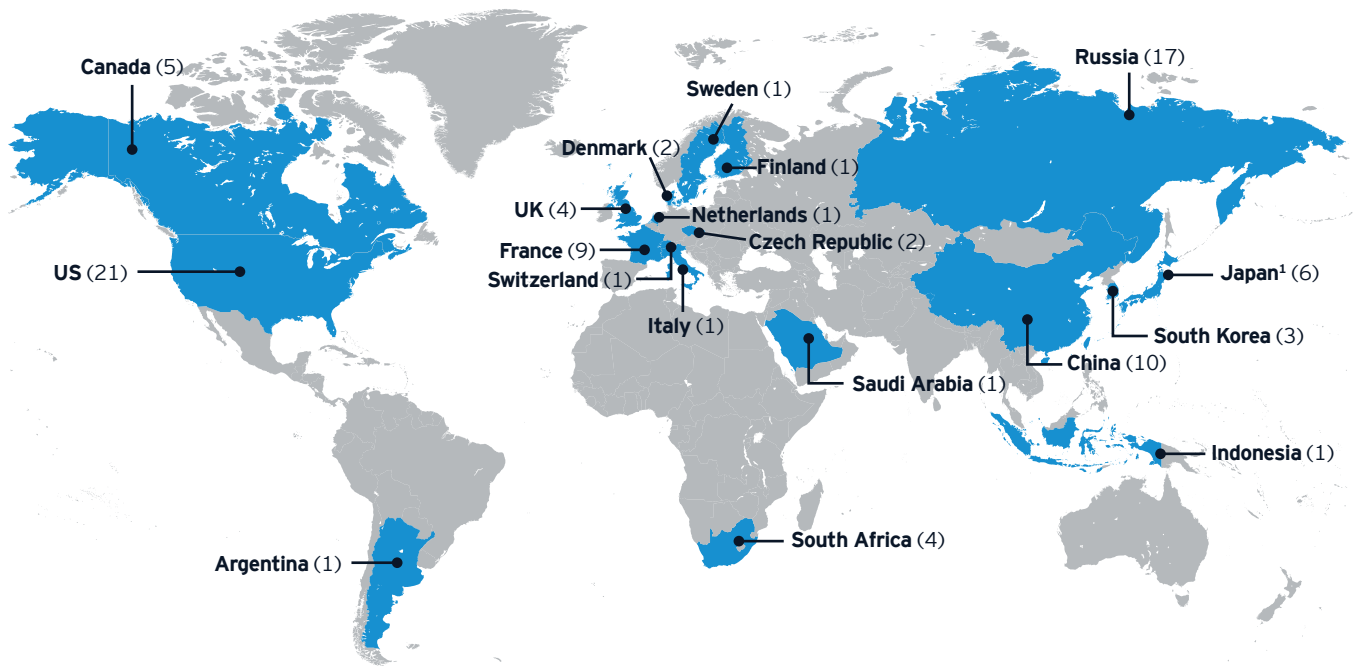 Russia (17)
Canada (5)
Sweden (1)
Denmark (2)
Finland (1)
UK (4)
Netherlands (1)
Czech Republic (2)
France (9)
US (21)
Switzerland (1)
Japan¹ (6)
Italy (1)
South Korea (3)
China (10)
Saudi Arabia (1)
Indonesia (1)
South Africa (4)
Argentina (1)